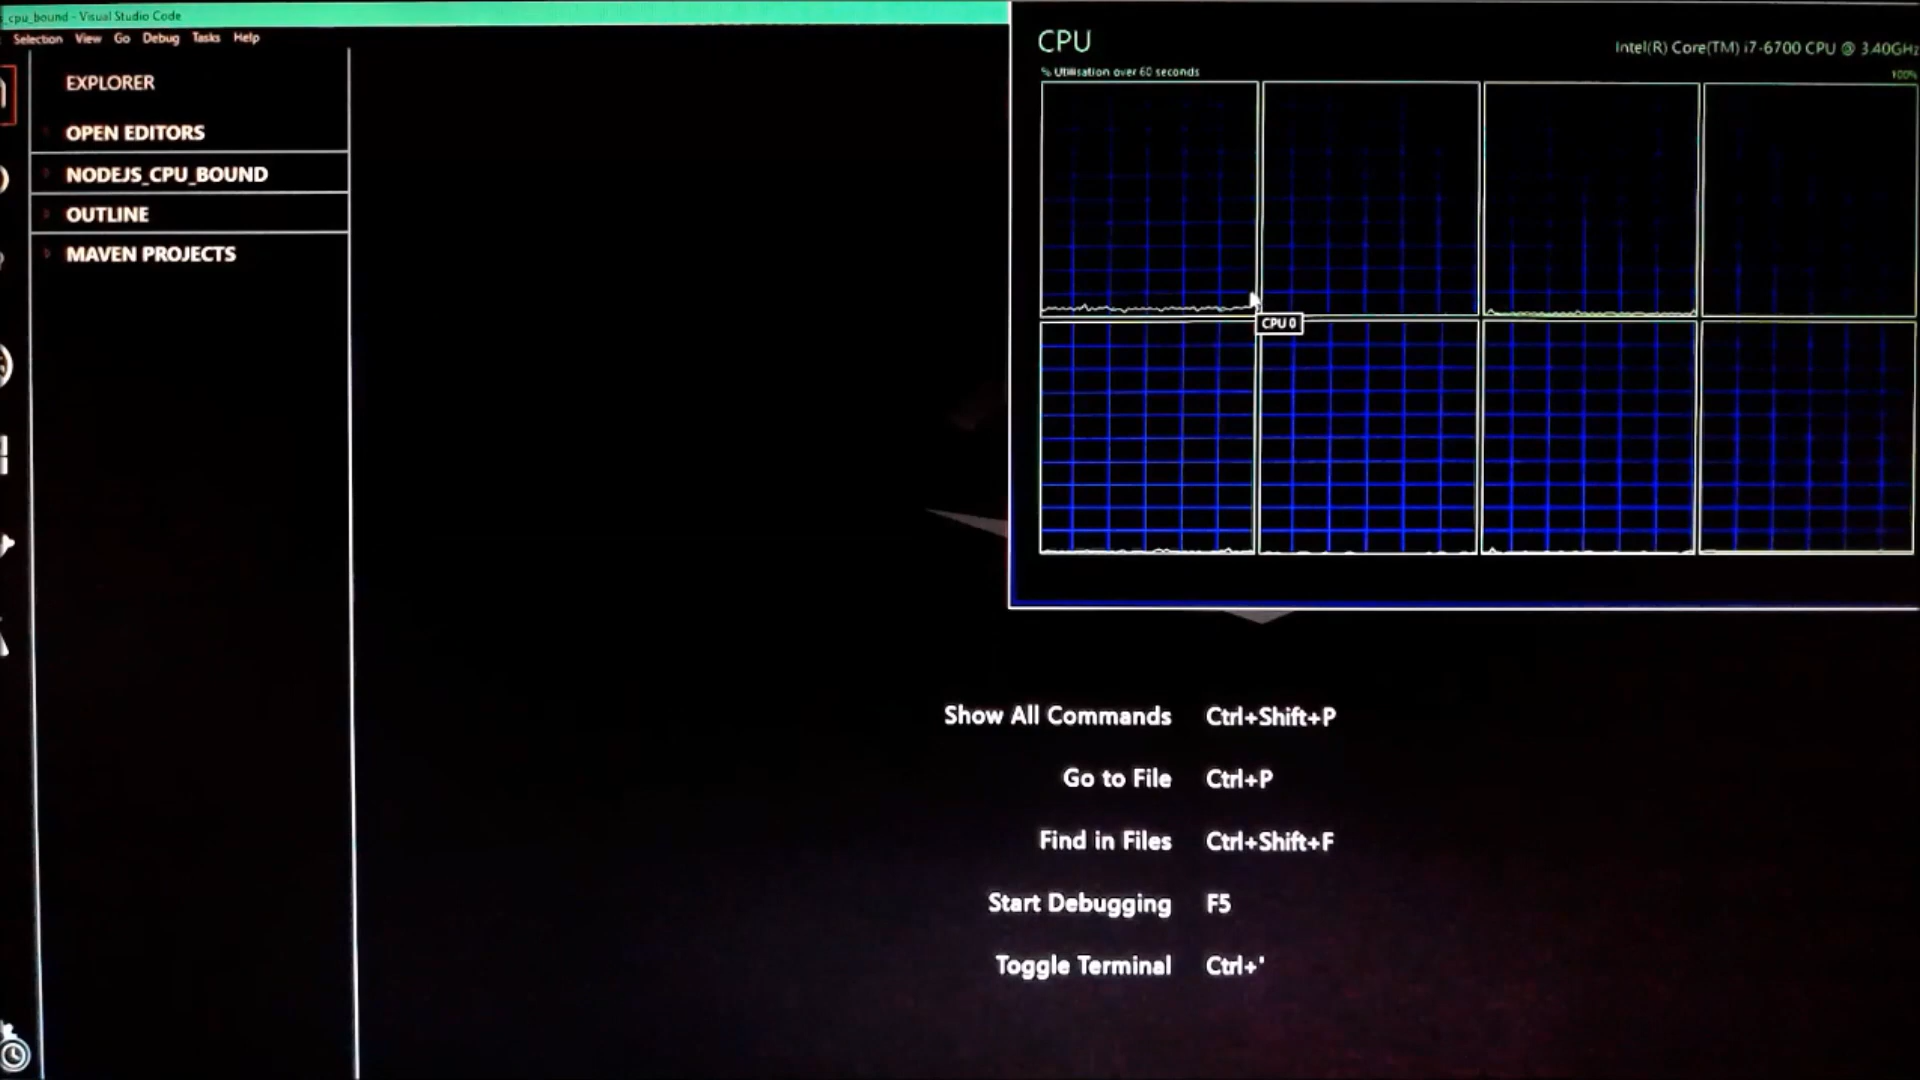 _cpu_bound - Visual Studio Code
Selection View Go Debug Tasks Help
EXPLORER
OPEN EDITORS
NODEJS_CPU_BOUND
OUTLINE
MAVEN PROJECTS
CPU
Intel(R) Core(TM) i7-6700 CPU @ 3.40GHz
% Utilisation over 60 seconds
100%
CPU 0
Show All Commands Ctrl+Shift+P
Go to File Ctrl+P
Find in Files Ctrl+Shift+F
Start Debugging F5
Toggle Terminal Ctrl+'